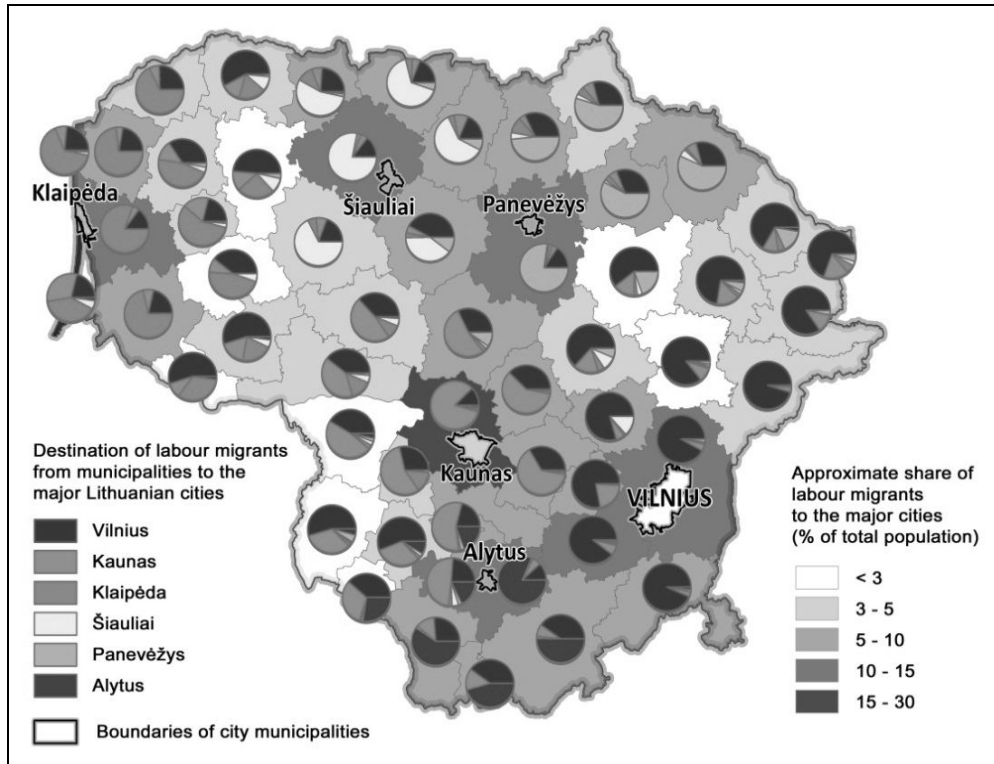 Klaipėda
Šiauliai
Panevėžys
Kaunas
VILNIUS
Alytus
Destination of labour migrants
from municipalities to the
major Lithuanian cities
Vilnius
Kaunas
Klaipėda
Šiauliai
Panevėžys
Alytus
Boundaries of city municipalities
Approximate share of
labour migrants
to the major cities
(% of total population)
< 3
3 - 5
5 - 10
10 - 15
15 - 30